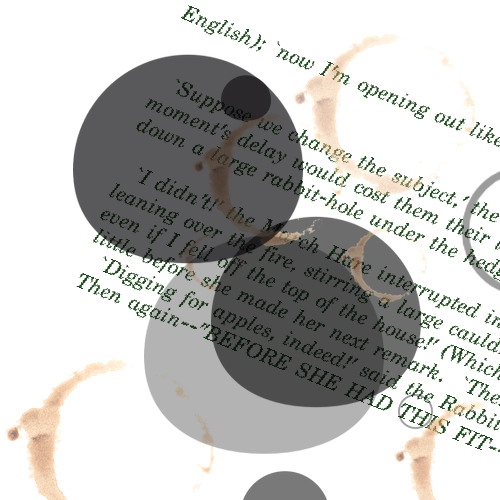 English); `now I'm opening out like
`Suppose we change the subject,' the
moment's delay would cost them their
down a large rabbit-hole under the hedg
`I didn't!' the March Hare interrupted in
leaning over the fire, stirring a large cauld
even if I fell off the top of the house!' (Which
little before she made her next remark. `The
`Digging for apples, indeed!' said the Rabbit
Then again--"BEFORE SHE HAD THIS FIT--